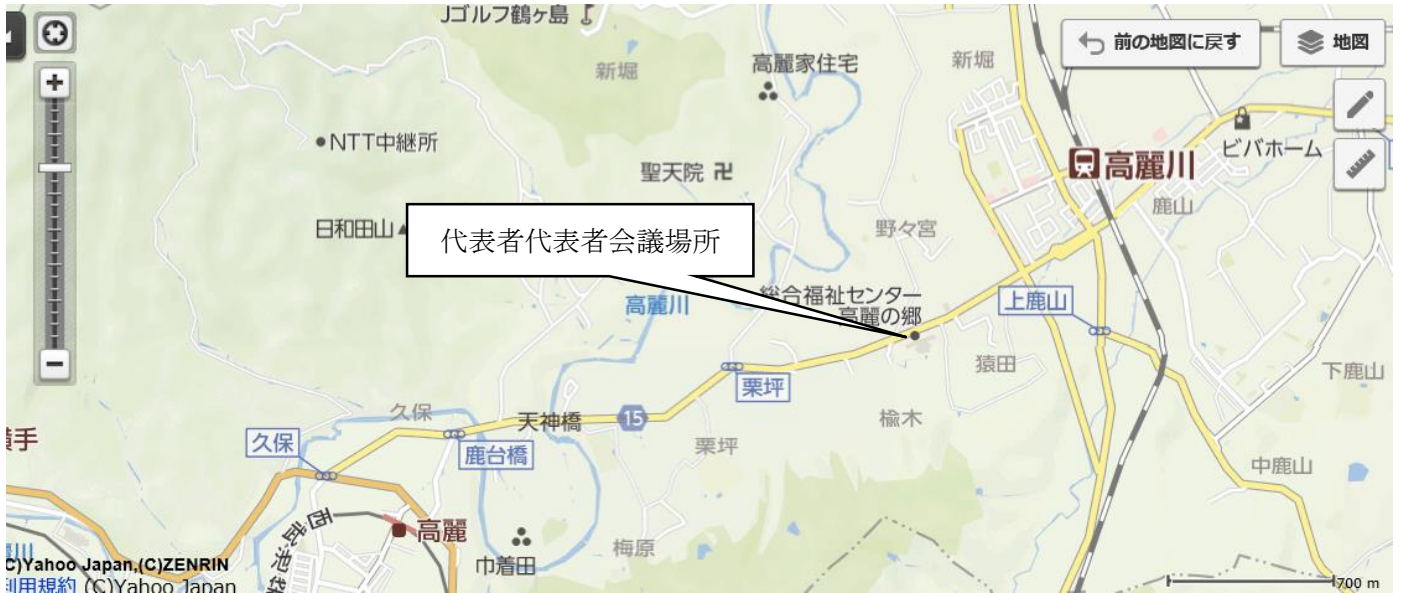 Jゴルフ鶴ヶ島
新堀
高麗家住宅
新堀
前の地図に戻す
地図
+
NTT中継所
聖天院
高麗川
ビバホーム
鹿山
日和田山
代表者代表者会議場所
野々宮
高麗川
総合福祉センター
高麗の郷
上鹿山
猿田
下鹿山
栗坪
久保
天神橋
15
楡木
久保
鹿台橋
栗坪
中鹿山
高麗
梅原
巾着田
(C)Yahoo Japan,(C)ZENRIN
利用規約 (C)Yahoo Japan
700 m